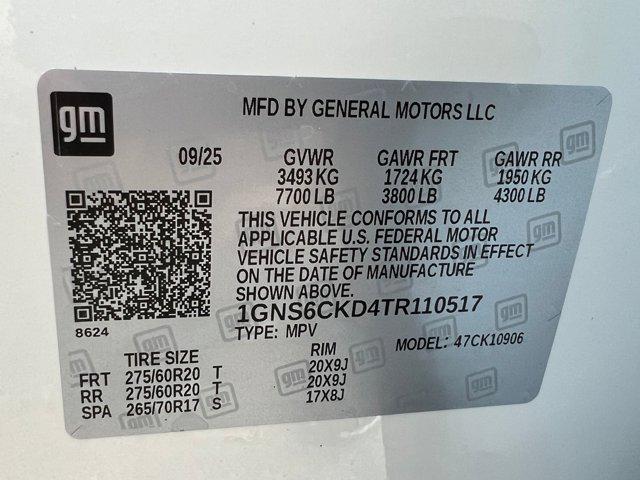 gm
MFD BY GENERAL MOTORS LLC
09/25 GVWR GAWR FRT GAWR RR
3493 KG 1724 KG 1950 KG
7700 LB 3800 LB 4300 LB
THIS VEHICLE CONFORMS TO ALL
APPLICABLE U.S. FEDERAL MOTOR
VEHICLE SAFETY STANDARDS IN EFFECT
ON THE DATE OF MANUFACTURE
SHOWN ABOVE.
1GNS6CKD4TR110517
8624
TYPE: MPV MODEL: 47CK10906
TIRE SIZE RIM
FRT 275/60R20 T 20X9J
RR 275/60R20 T 20X9J
SPA 265/70R17 S 17X8J